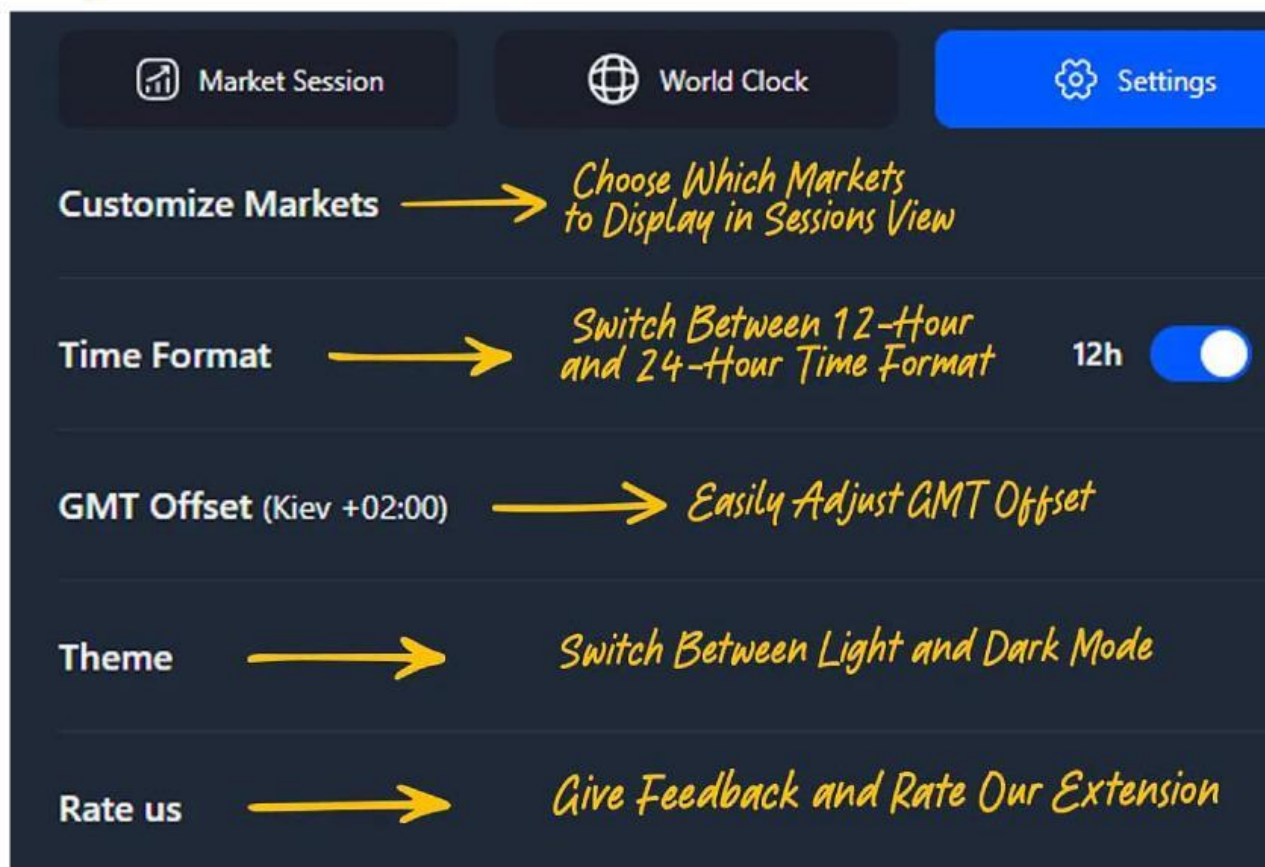 Market Session
World Clock
Settings
Customize Markets
Choose Which Markets
to Display in Sessions View
Time Format
Switch Between 12-Hour
and 24-Hour Time Format
12h
GMT Offset (Kiev +02:00)
Easily Adjust GMT Offset
Theme
Switch Between Light and Dark Mode
Rate us
Give Feedback and Rate Our Extension